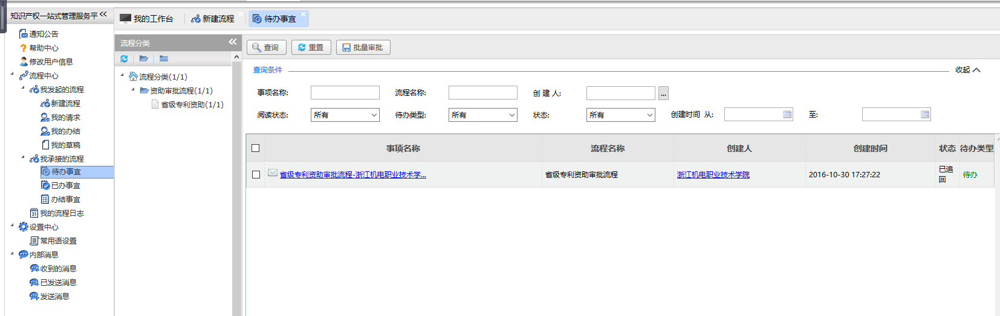 知识产权一站式管理服务平
通知公告
帮助中心
修改用户信息
流程中心
我发起的流程
新建流程
我的请求
我的办结
我的草稿
我承接的流程
待办事宜
已办事宜
办结事宜
我的流程日志
设置中心
常用语设置
内部消息
收到的消息
已发送消息
发送消息
我的工作台 新建流程 待办事宜
流程分类
流程分类(1/1)
资助审批流程(1/1)
省级专利资助(1/1)
查询 重置 批量审批
查询条件 收起
事项名称: 流程名称: 创 建 人: ...
阅读状态: 所有 待办类型: 所有 状态: 所有 创建时间 从: 至:
事项名称 流程名称 创建人 创建时间 状态 待办类型
省级专利资助审批流程-浙江机电职业技术学... 省级专利资助审批流程 浙江机电职业技术学院 2016-10-30 17:27:22 已追回 待办